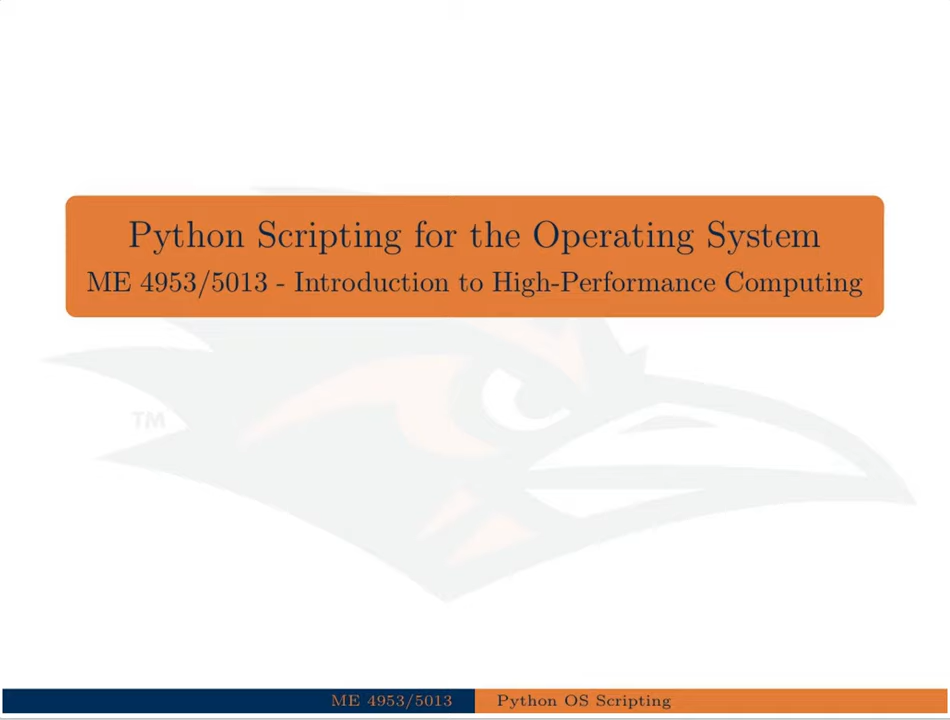 Python Scripting for the Operating System
ME 4953/5013 - Introduction to High-Performance Computing
TM
ME 4953/5013 Python OS Scripting